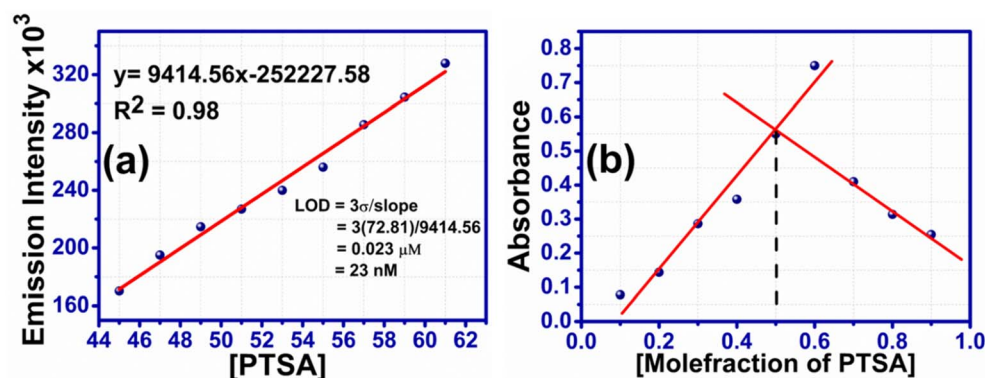 Emission Intensity x10³
320
280
240
200
160
y= 9414.56x-252227.58
R² = 0.98
(a)
LOD = 3σ/slope
= 3(72.81)/9414.56
= 0.023 μM
= 23 nM
44 46 48 50 52 54 56 58 60 62
[PTSA]
Absorbance
0.8
0.7
0.6
0.5
0.4
0.3
0.2
0.1
0.0
(b)
0.0 0.2 0.4 0.6 0.8 1.0
[Molefraction of PTSA]